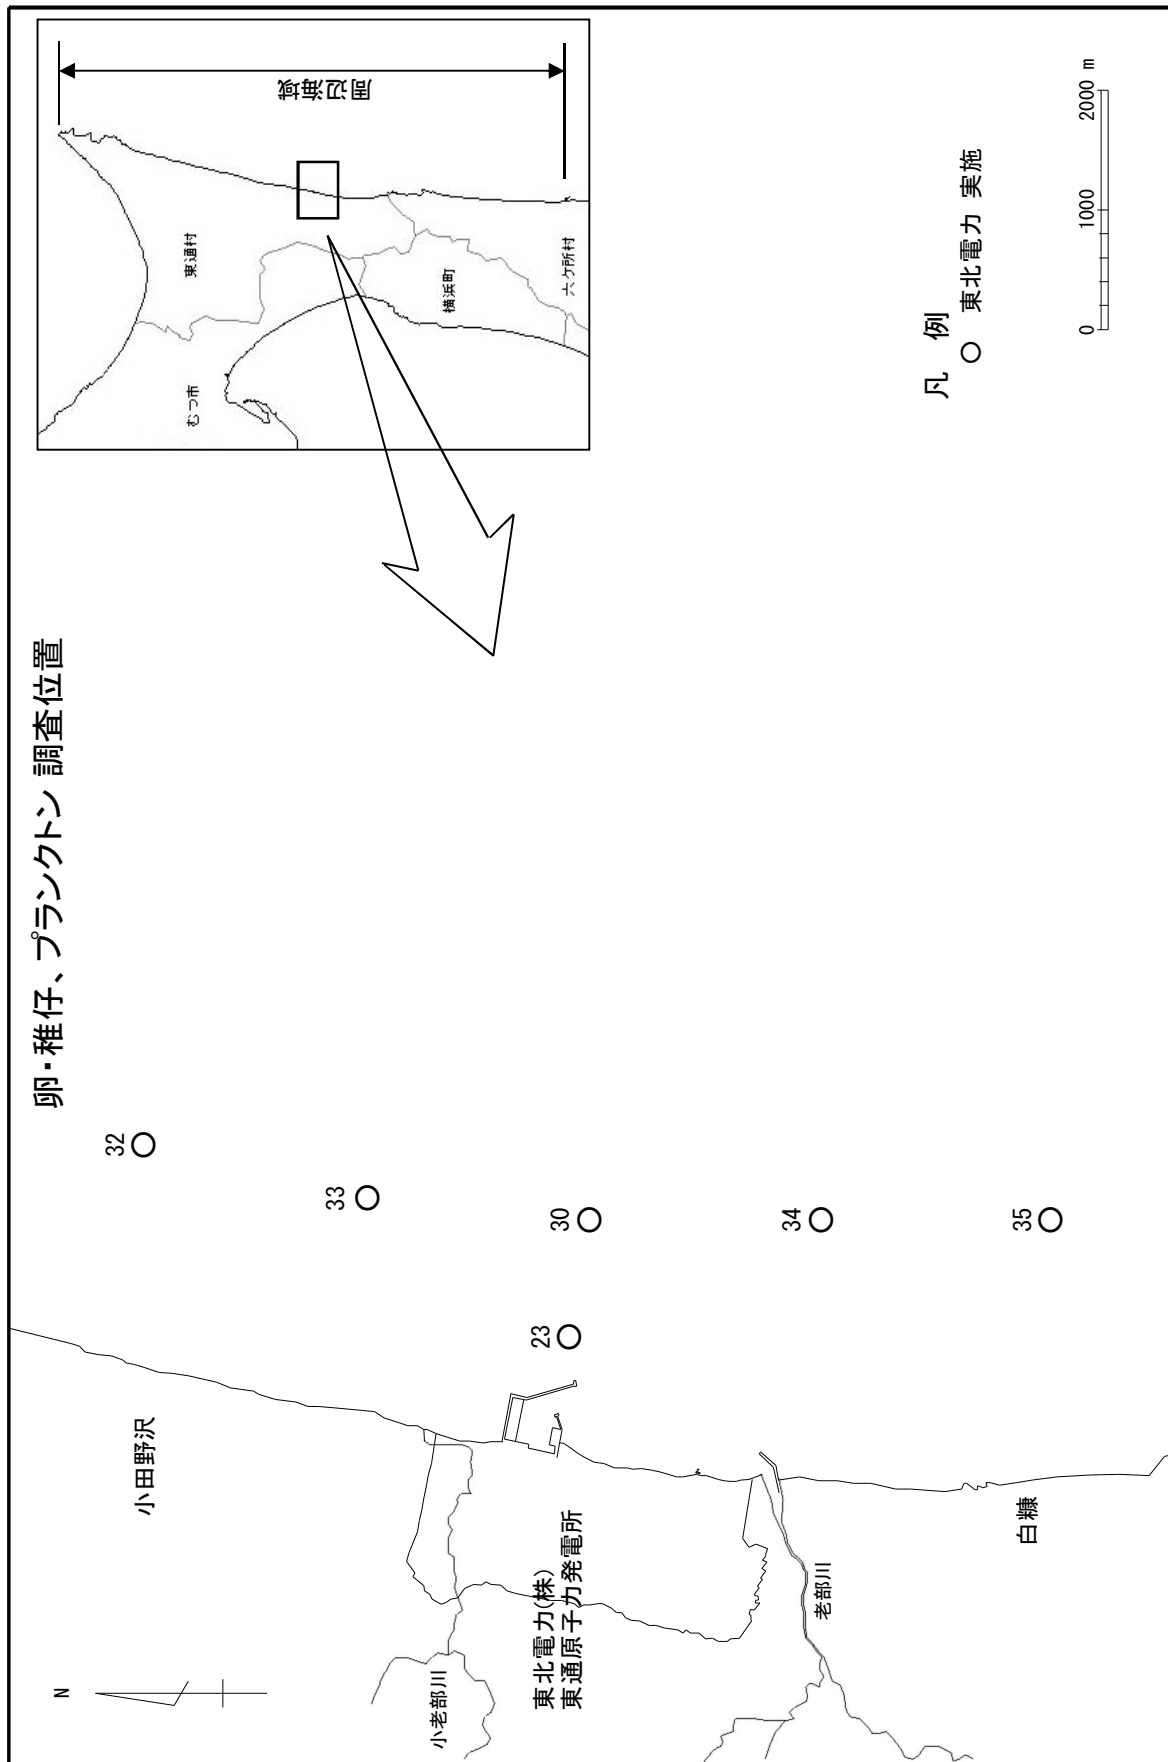 卵・稚仔、プランクトン 調査位置
N
小田野沢
小老部川
東北電力(株)
東通原子力発電所
老部川
白糠
32
33
30
23
34
35
むつ市
東通村
横浜町
六ケ所村
周辺海域
凡 例
○ 東北電力 実施
0 1000 2000 m